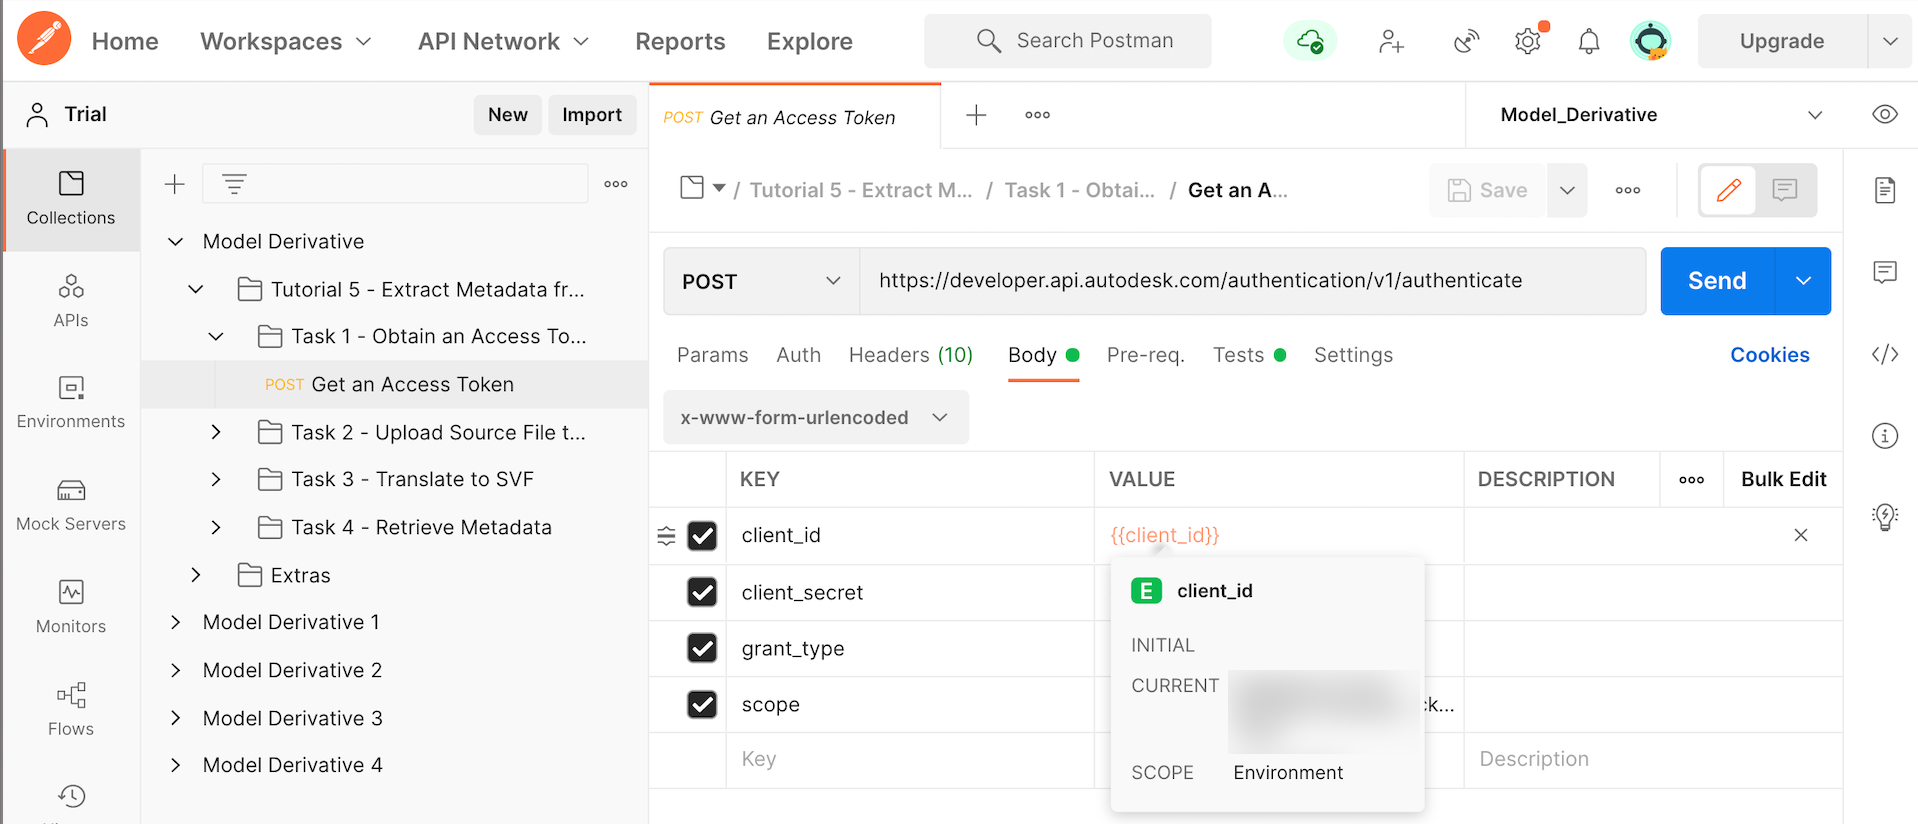 Home Workspaces API Network Reports Explore Search Postman Upgrade
Trial New Import
POST Get an Access Token
Model_Derivative
Collections
APIs
Environments
Mock Servers
Monitors
Flows
Model Derivative
Tutorial 5 - Extract Metadata fr...
Task 1 - Obtain an Access To...
POST Get an Access Token
Task 2 - Upload Source File t...
Task 3 - Translate to SVF
Task 4 - Retrieve Metadata
Extras
Model Derivative 1
Model Derivative 2
Model Derivative 3
Model Derivative 4
/ Tutorial 5 - Extract M... / Task 1 - Obtai... / Get an A...
Save
POST https://developer.api.autodesk.com/authentication/v1/authenticate Send
Params Auth Headers (10) Body Pre-req. Tests Settings Cookies
x-www-form-urlencoded
KEY VALUE DESCRIPTION Bulk Edit
client_id {{client_id}}
client_secret
grant_type
scope ck...
Key Description
E client_id
INITIAL
CURRENT
SCOPE Environment